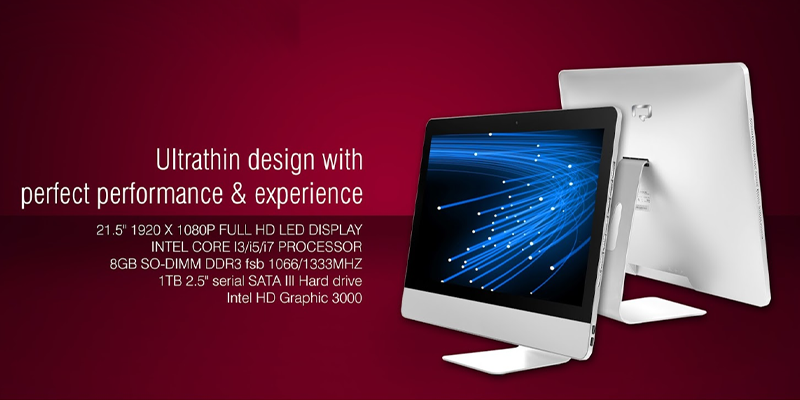 Ultrathin design with
perfect performance & experience
21.5" 1920 X 1080P FULL HD LED DISPLAY
INTEL CORE I3/i5/i7 PROCESSOR
8GB SO-DIMM DDR3 fsb 1066/1333MHZ
1TB 2.5" serial SATA III Hard drive
Intel HD Graphic 3000